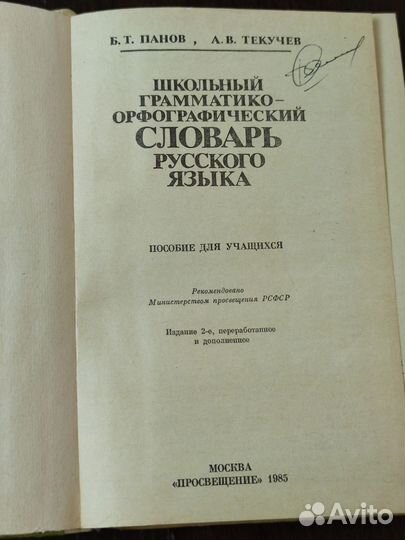 Б. Т. ПАНОВ, А. В. ТЕКУЧЕВ
ШКОЛЬНЫЙ
ГРАММАТИКО-
ОРФОГРАФИЧЕСКИЙ
СЛОВАРЬ
РУССКОГО
ЯЗЫКА
ПОСОБИЕ ДЛЯ УЧАЩИХСЯ
Рекомендовано
Министерством просвещения РСФСР
Издание 2-е, переработанное
и дополненное
МОСКВА
«ПРОСВЕЩЕНИЕ» 1985
Avito